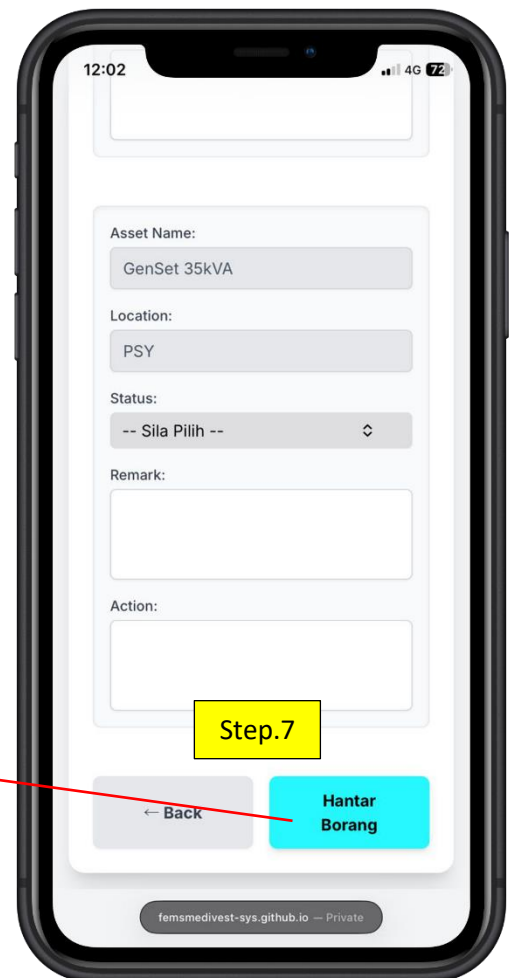 12:02
4G 72
Asset Name:
GenSet 35kVA
Location:
PSY
Status:
-- Sila Pilih --
Remark:
Action:
Step.7
← Back
Hantar
Borang
femsmedivest-sys.github.io — Private